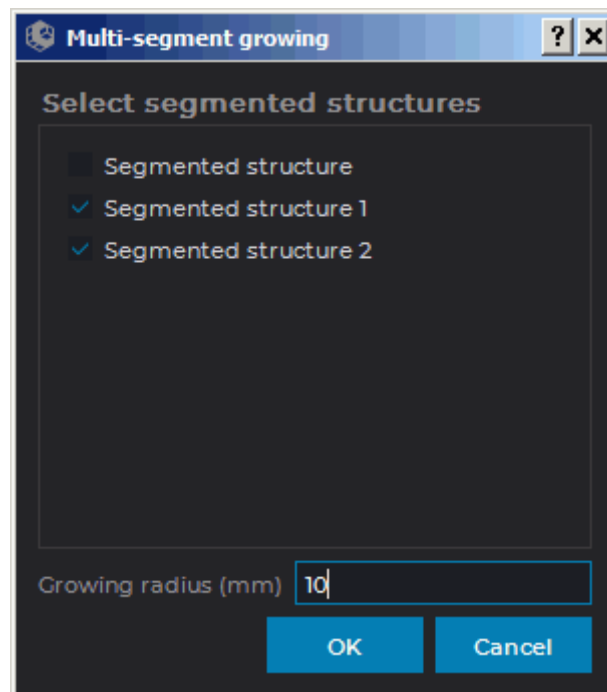 Multi-segment growing
Select segmented structures
Segmented structure
Segmented structure 1
Segmented structure 2
Growing radius (mm) 10
OK Cancel